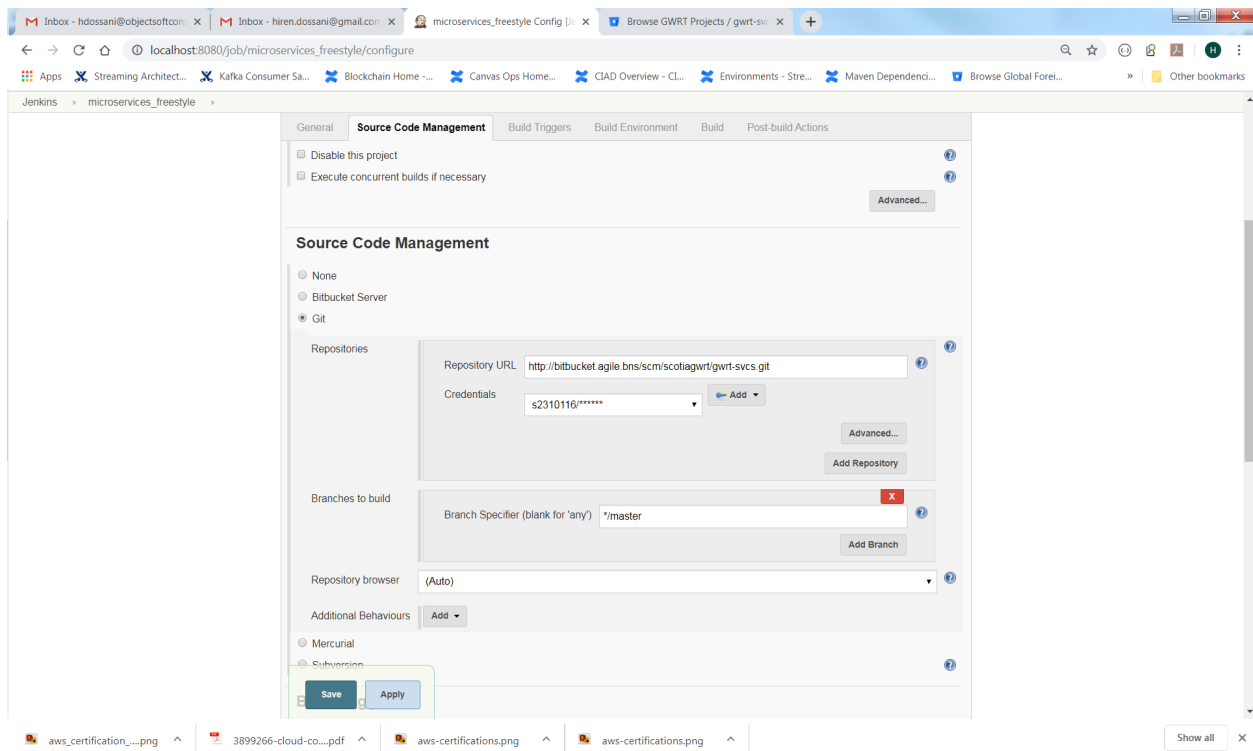 Inbox - hdossani@objectsoftcon
Inbox - hiren.dossani@gmail.com
microservices_freestyle Config [Je
Browse GWRT Projects / gwrt-svc
localhost:8080/job/microservices_freestyle/configure
H
Apps
Streaming Architect...
Kafka Consumer Sa...
Blockchain Home -...
Canvas Ops Home...
CIAD Overview - CI...
Environments - Stre...
Maven Dependenci...
Browse Global Forei...
»
Other bookmarks
Jenkins
microservices_freestyle
General
Source Code Management
Build Triggers
Build Environment
Build
Post-build Actions
Disable this project
Execute concurrent builds if necessary
Advanced...
Source Code Management
None
Bitbucket Server
Git
Repositories
Repository URL
http://bitbucket.agile.bns/scm/scotiagwrt/gwrt-svcs.git
Credentials
s2310116/******
Add
Advanced...
Add Repository
Branches to build
X
Branch Specifier (blank for 'any')
*/master
Add Branch
Repository browser
(Auto)
Additional Behaviours
Add
Mercurial
Subversion
Save
Apply
aws_certification_....png
3899266-cloud-co....pdf
aws-certifications.png
aws-certifications.png
Show all